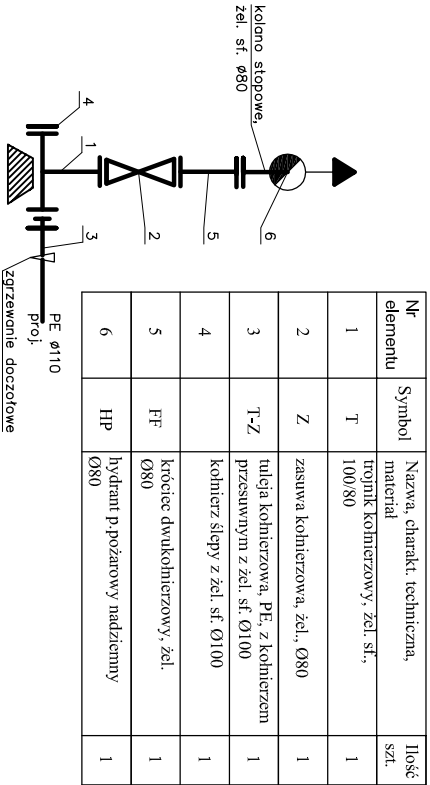 kolano stopowe,
żel. sf. ø80
4
1
2
5
6
3
PE ø110
proj.
zgrzewanie doczołowe
Nr
elementu
Symbol
Nazwa, charakt. techniczna,
materiał
Ilość
szt.
1
T
trojnik kołnierzowy, żel. sf.,
100/80
1
2
Z
zasuwa kołnierzowa, żel., Ø80
1
3
T-Z
tuleja kołnierzowa, PE, z kołnierzem
przesuwnym z żel. sf. Ø100
1
4
kołnierz ślepy z żel. sf. Ø100
1
5
FF
króciec dwukołnierzowy, żel.
Ø80
1
6
HP
hydrant p.pożarowy nadziemny
Ø80
1